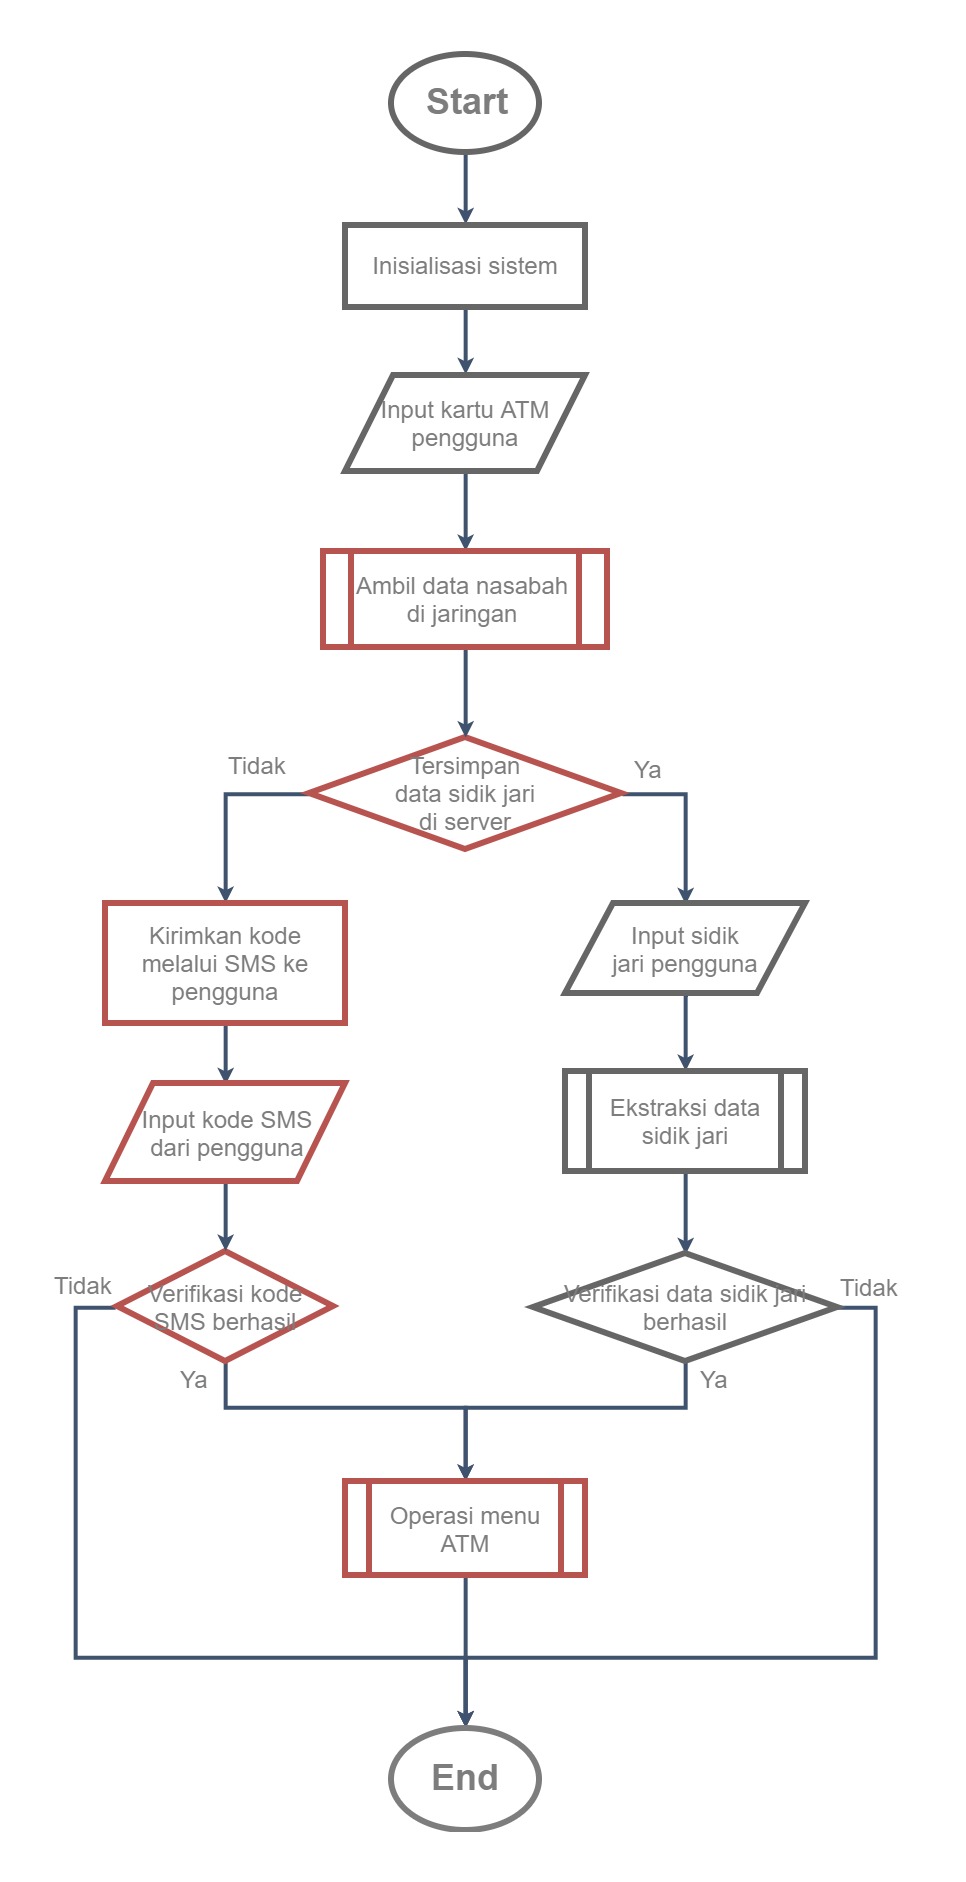 Start
Inisialisasi sistem
Input kartu ATM
pengguna
Ambil data nasabah
di jaringan
Tidak
Tersimpan
data sidik jari
di server
Ya
Kirimkan kode
melalui SMS ke
pengguna
Input sidik
jari pengguna
Input kode SMS
dari pengguna
Ekstraksi data
sidik jari
Tidak
Verifikasi kode
SMS berhasil
Verifikasi data sidik jari
berhasil
Tidak
Ya
Ya
Operasi menu
ATM
End